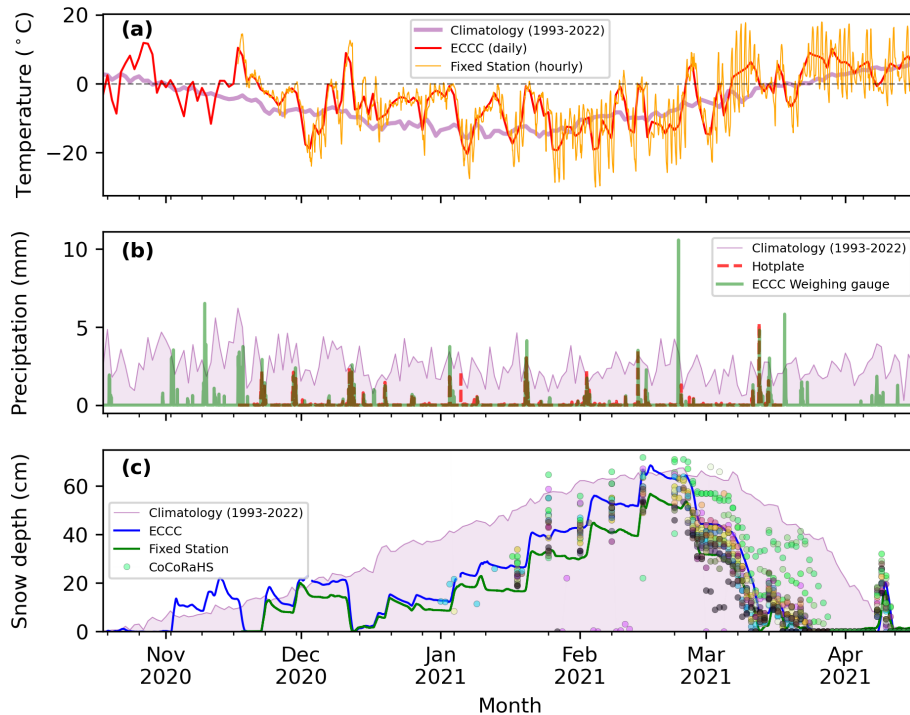 (a)
Temperature (°C)
20
0
−20
Climatology (1993-2022)
ECCC (daily)
Fixed Station (hourly)
(b)
Preciptation (mm)
10
5
0
Climatology (1993-2022)
Hotplate
ECCC Weighing gauge
(c)
Snow depth (cm)
60
40
20
0
Climatology (1993-2022)
ECCC
Fixed Station
CoCoRaHS
Nov Dec Jan Feb Mar Apr
2020 2020 2021 2021 2021 2021
Month